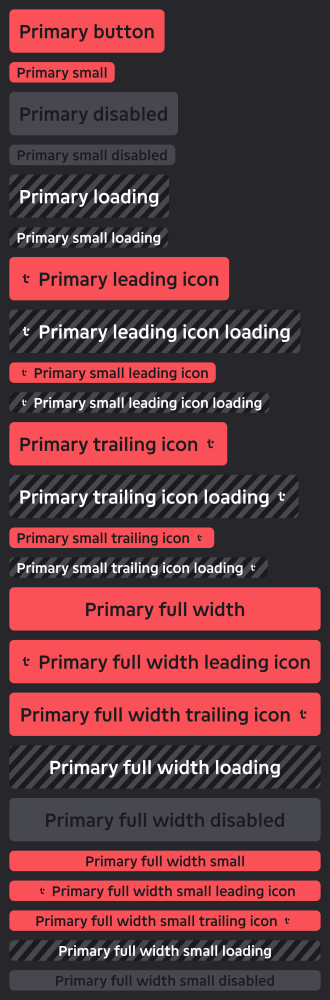 Primary button
Primary small
Primary disabled
Primary small disabled
Primary loading
Primary small loading
Primary leading icon
Primary leading icon loading
Primary small leading icon
Primary small leading icon loading
Primary trailing icon
Primary trailing icon loading
Primary small trailing icon
Primary small trailing icon loading
Primary full width
Primary full width leading icon
Primary full width trailing icon
Primary full width loading
Primary full width disabled
Primary full width small
Primary full width small leading icon
Primary full width small trailing icon
Primary full width small loading
Primary full width small disabled